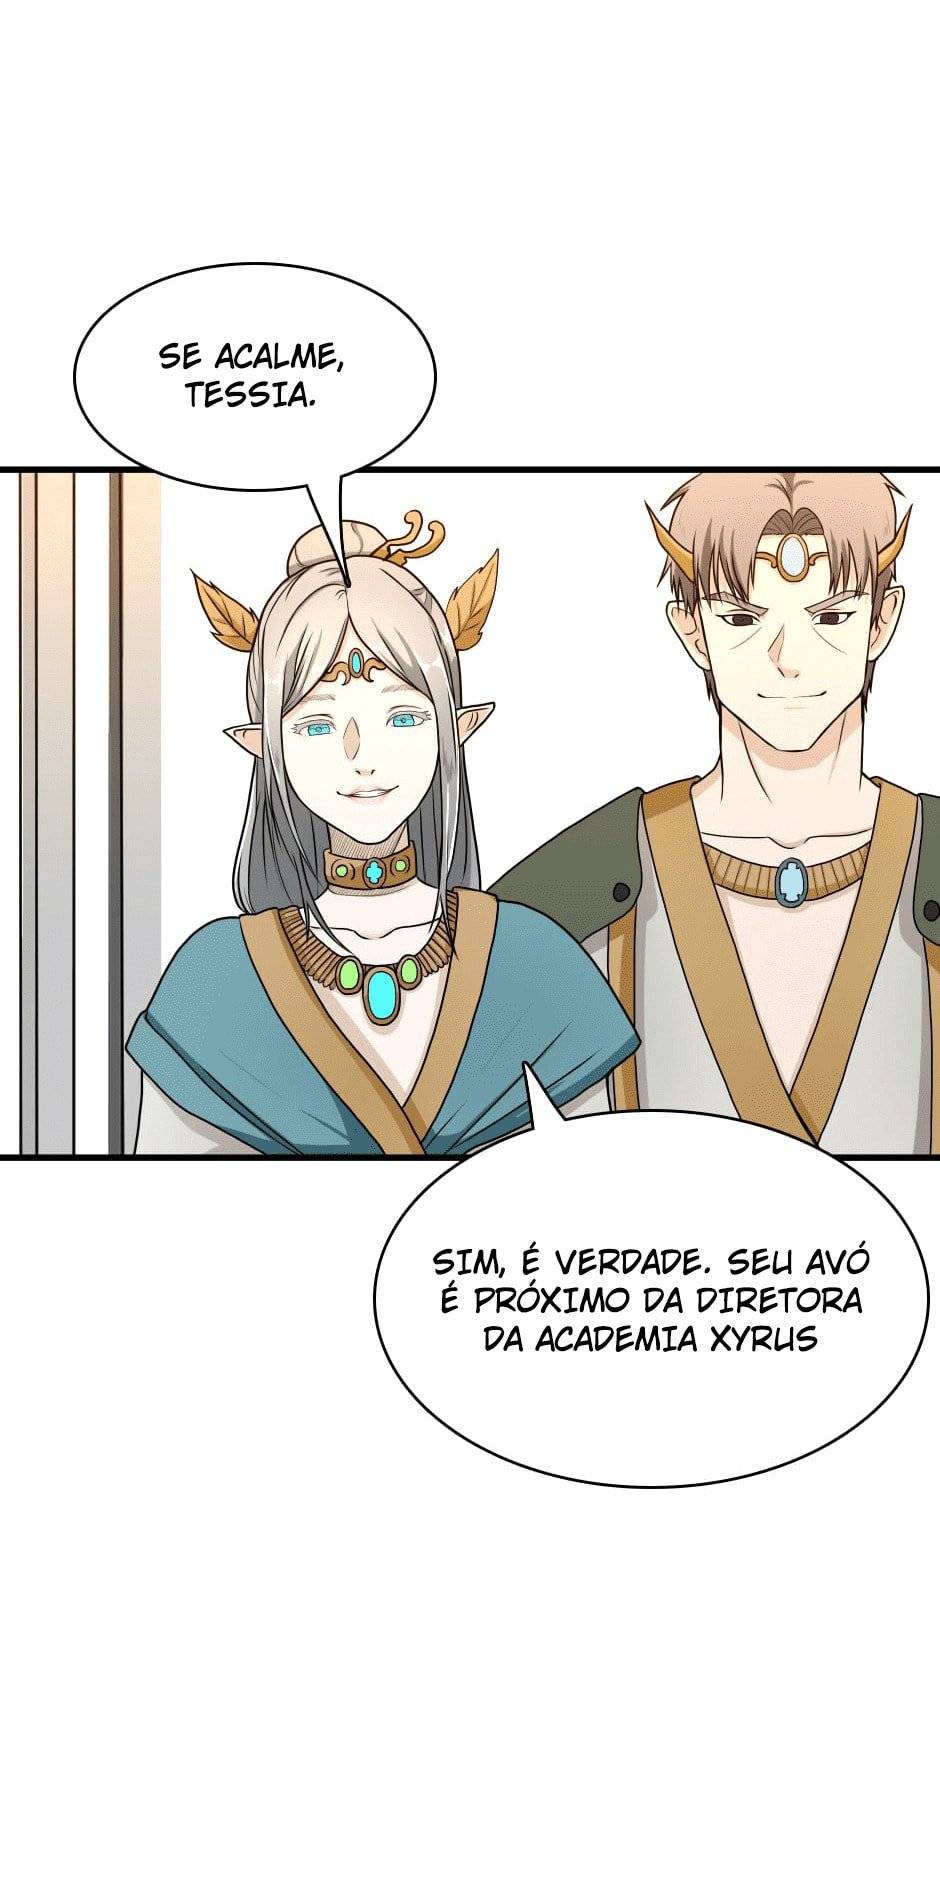 SE ACALME,
TESSIA.
SIM, É VERDADE. SEU AVÓ
É PRÓXIMO DA DIRETORA
DA ACADEMIA XYRUS